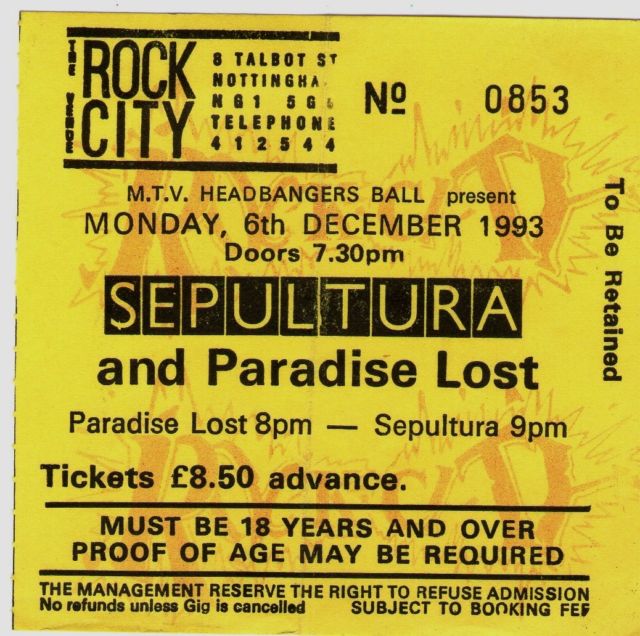 THE VENUE
ROCK
CITY
8 TALBOT ST
NOTTINGHA
NG1 5G
TELEPHONE
412544
Nº 0853
M.T.V. HEADBANGERS BALL present
MONDAY, 6th DECEMBER 1993
Doors 7.30pm
SEPULTURA
and Paradise Lost
Paradise Lost 8pm — Sepultura 9pm
Tickets £8.50 advance.
MUST BE 18 YEARS AND OVER
PROOF OF AGE MAY BE REQUIRED
THE MANAGEMENT RESERVE THE RIGHT TO REFUSE ADMISSION
No refunds unless Gig is cancelled SUBJECT TO BOOKING FEE
To Be Retained